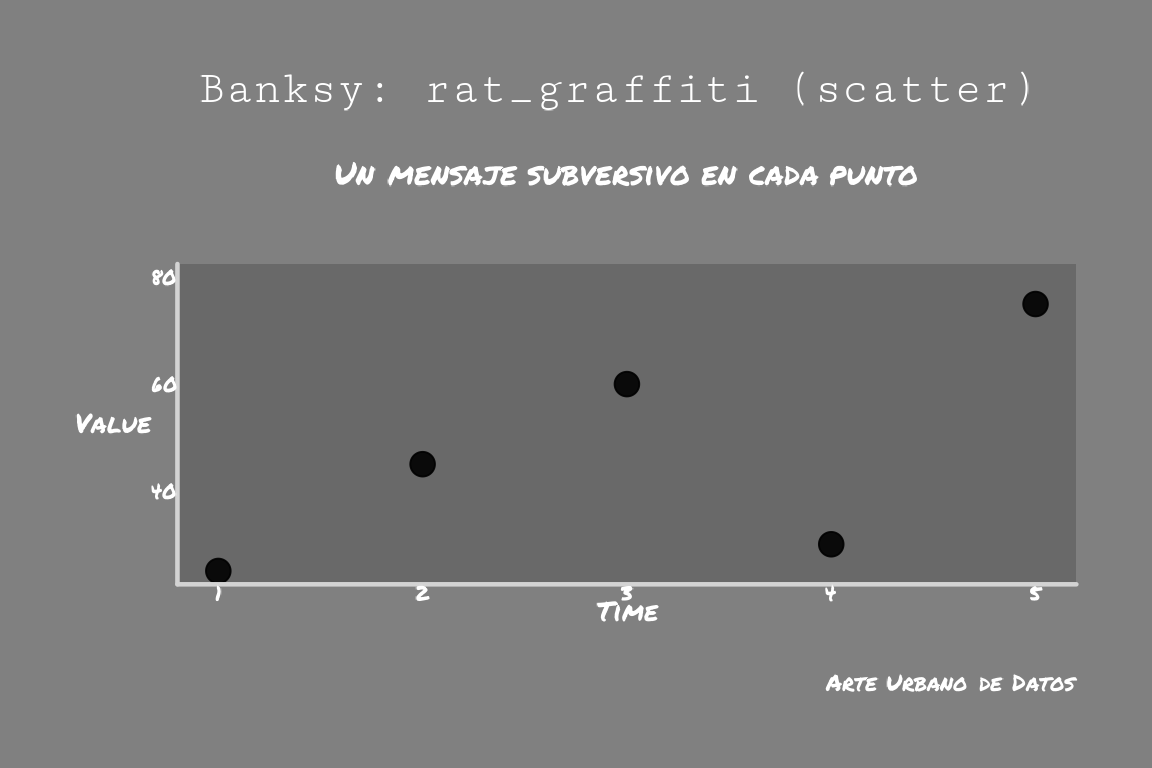 Banksy: rat_graffiti (scatter)
Un mensaje subversivo en cada punto
80
60
Value
40
1 2 3 4 5
Time
Arte Urbano de Datos